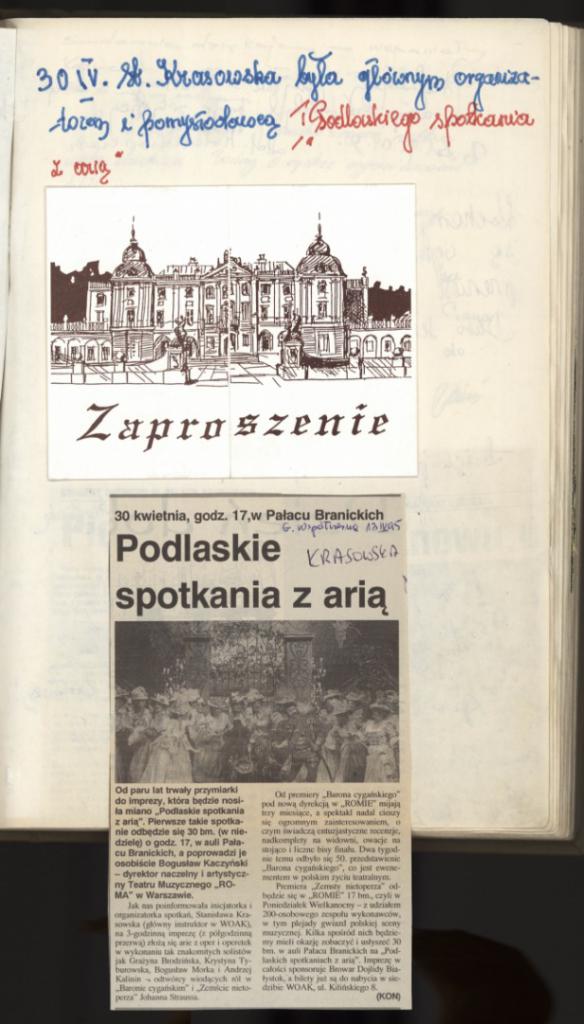 30 IV. St. Krasowska była głównym organiza-
torem i pomysłodawcą "Podlaskiego spotkania
z arią"
Zaproszenie
30 kwietnia, godz. 17,w Pałacu Branickich
G. Współczesna
KRASOWSKA
Podlaskie
spotkania z arią
Od paru lat trwały przymiarki
do imprezy, która będzie nosi-
ła miano „Podlaskie spotkania
z arią”. Pierwsze takie spotka-
nie odbędzie się 30 bm. (w nie-
dzielę) o godz. 17, w auli Pała-
cu Branickich, a poprowadzi je
osobiście Bogusław Kaczyński
– dyrektor naczelny i artystycz-
ny Teatru Muzycznego „RO-
MA” w Warszawie.
Jak nas poinformowała inicjatorka i
organizatorka spotkań, Stanisława Kra-
sowska (główny instruktor w WOAK),
na 3-godzinną imprezę (z półgodzinną
przerwą) złożą się arie z oper i operetek
w wykonaniu tak znakomitych solistów
jak Grażyna Brodzińska, Krystyna Ty-
burowska, Bogusław Morka i Andrzej
Kalinin – odtwórcy wiodących ról w
„Baronie cygańskim” i „Zemście nieto-
perza” Johanna Straussa.
Od premiery „Barona cygańskiego”
pod nową dyrekcją w „ROMIE” mijają
trzy miesiące, a spektakl nadal cieszy
się ogromnym zainteresowaniem, o
czym świadczą entuzjastyczne recenzje,
nadkomplety na widowni, owacje na
stojąco i liczne bisy finału. Dwa tygod-
nie temu odbyło się 50. przedstawienie
„Barona cygańskiego”, co jest ewene-
mentem w polskim życiu teatralnym.
Premiera „Zemsty nietoperza” od-
będzie się w „ROMIE” 17 bm., czyli w
Poniedziałek Wielkanocny – z udziałem
200-osobowego zespołu wykonawców,
w tym plejady gwiazd polskiej sceny
muzycznej. Kilka spośród nich będzie-
my mieli okazję zobaczyć i usłyszeć 30
bm. w auli Pałacu Branickich na „Pod-
laskich spotkaniach z arią”. Imprezę w
całości sponsoruje Browar Dojlidy Bia-
łystok, a bilety już są do nabycia w sie-
dzibie WOAK, ul. Kilińskiego 8.
(KON)